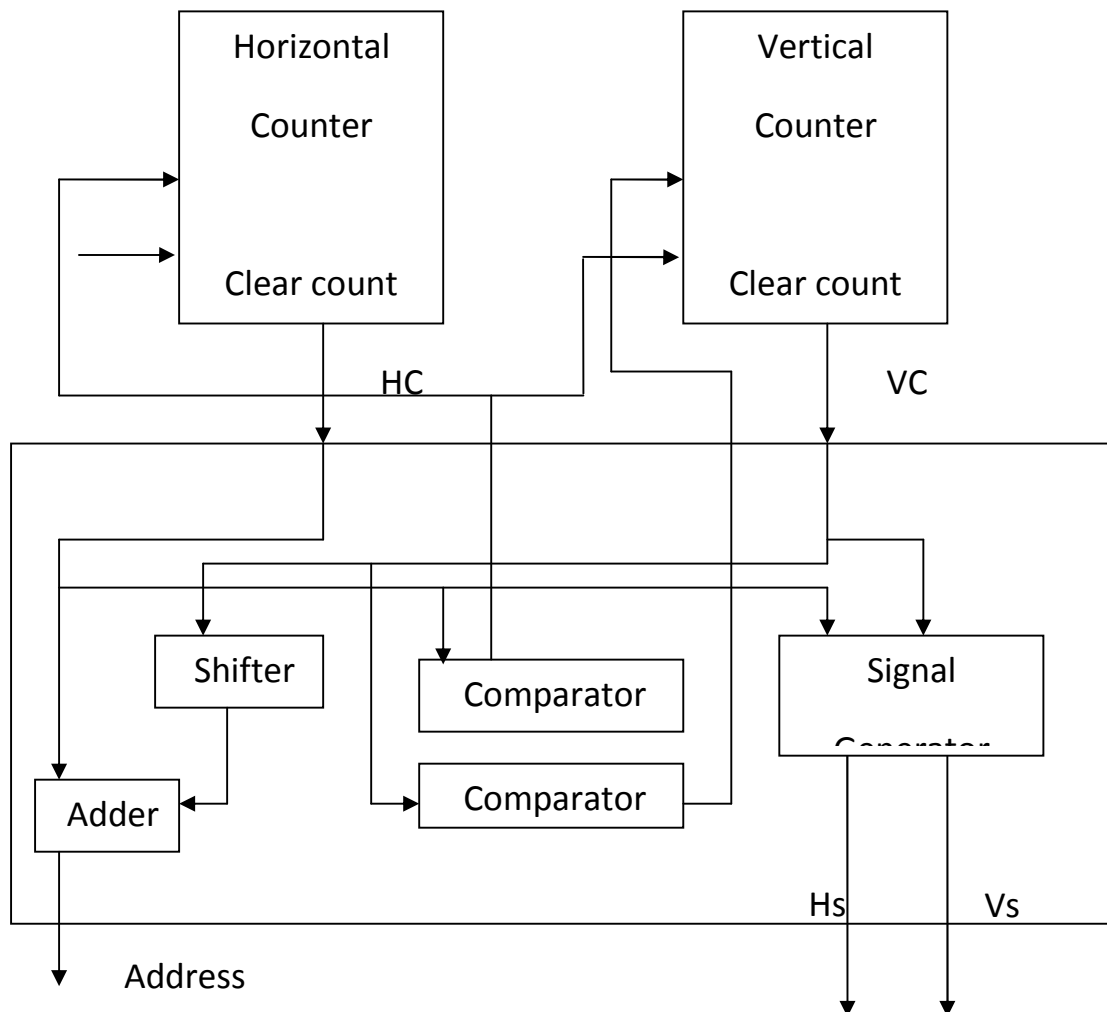 Horizontal
Counter
Clear count
Vertical
Counter
Clear count
HC
VC
Shifter
Comparator
Signal
Comparator
Adder
Hs
Vs
Address